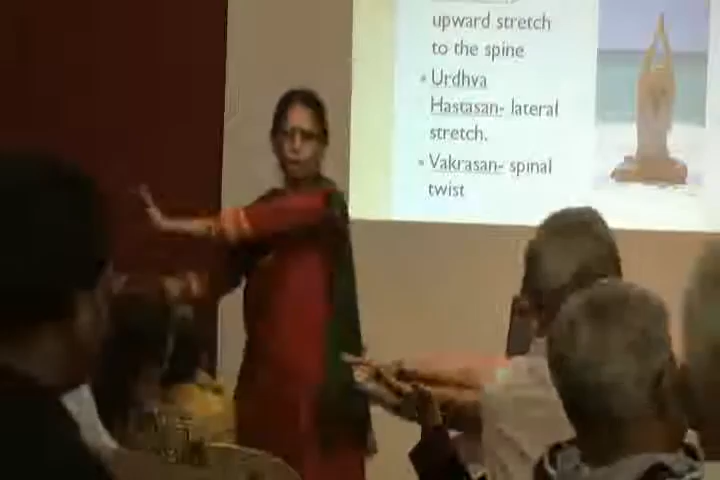 upward stretch
to the spine
• Urdhva
Hastasan- lateral
stretch.
• Vakrasan- spinal
twist